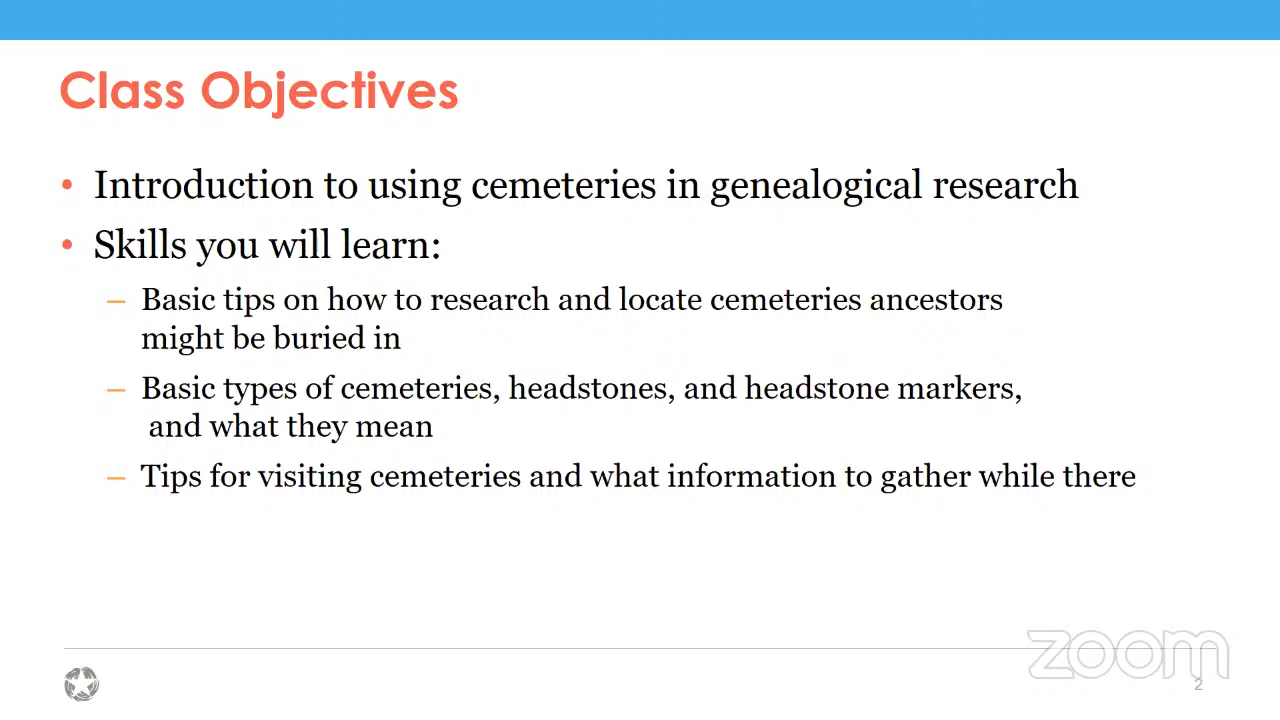 Class Objectives
• Introduction to using cemeteries in genealogical research
• Skills you will learn:
– Basic tips on how to research and locate cemeteries ancestors
might be buried in
– Basic types of cemeteries, headstones, and headstone markers,
and what they mean
– Tips for visiting cemeteries and what information to gather while there
zoom
2